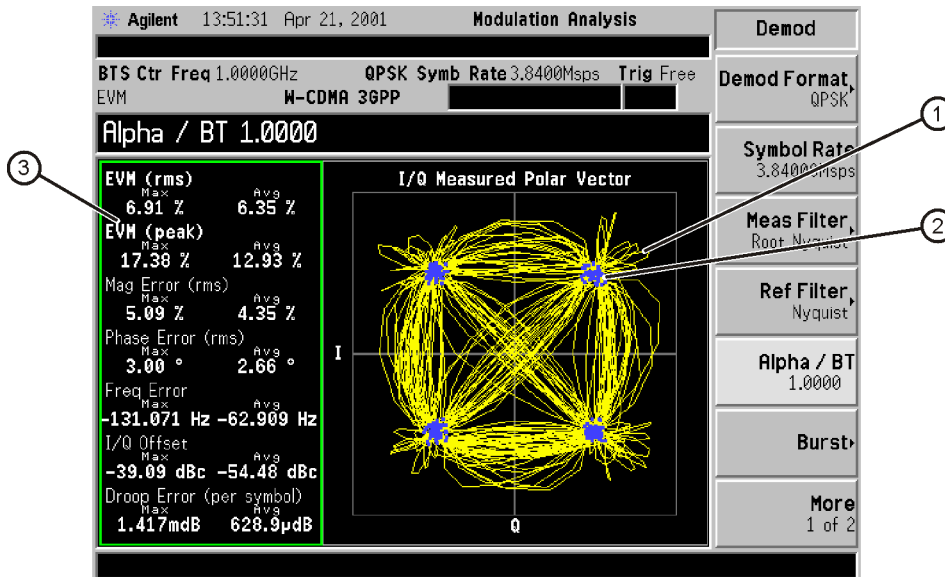 Agilent 13:51:31 Apr 21, 2001 Modulation Analysis
Demod
BTS Ctr Freq 1.0000GHz QPSK Symb Rate 3.8400Msps Trig Free
EVM W-CDMA 3GPP
Demod Format
QPSK
1
Alpha / BT 1.0000
Symbol Rate
3.84000Msps
3
EVM (rms)
Max Avg
6.91 % 6.35 %
EVM (peak)
Max Avg
17.38 % 12.93 %
Mag Error (rms)
Max Avg
5.09 % 4.35 %
Phase Error (rms)
Max Avg
3.00 ° 2.66 °
Freq Error
Max Avg
-131.071 Hz -62.909 Hz
I/Q Offset
Max Avg
-39.09 dBc -54.48 dBc
Droop Error (per symbol)
Max Avg
1.417mdB 628.9µdB
I/Q Measured Polar Vector
I
Q
Meas Filter
Root Nyquist
2
Ref Filter
Nyquist
Alpha / BT
1.0000
Burst
More
1 of 2